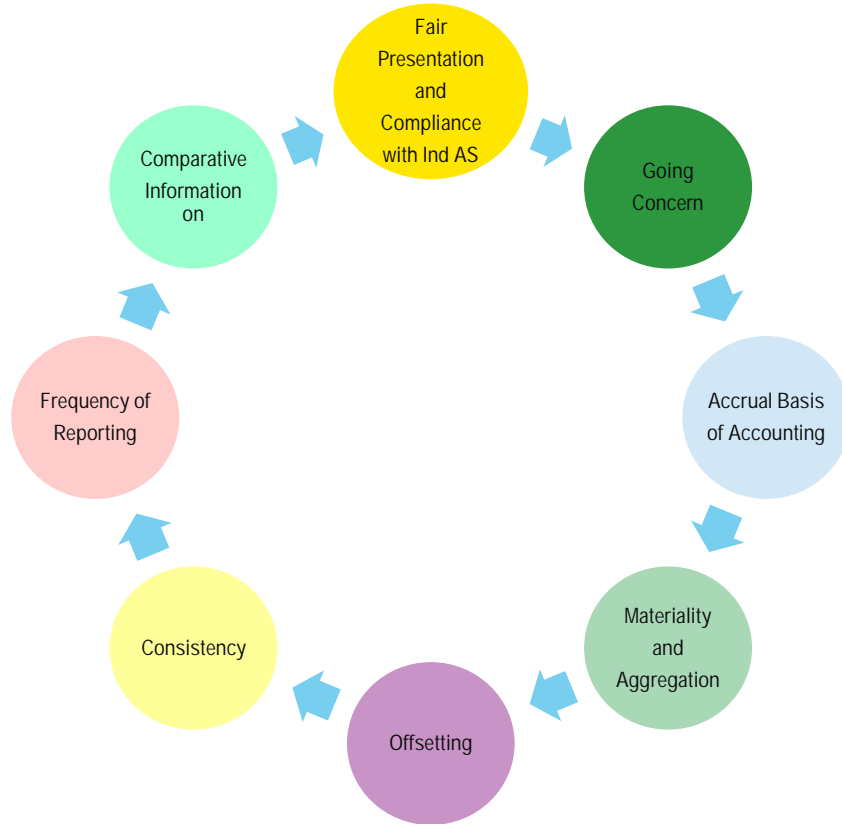 Fair
Presentation
and
Compliance
with Ind AS
Going
Concern
Accrual Basis
of Accounting
Materiality
and
Aggregation
Offsetting
Consistency
Frequency of
Reporting
Comparative
Information
on